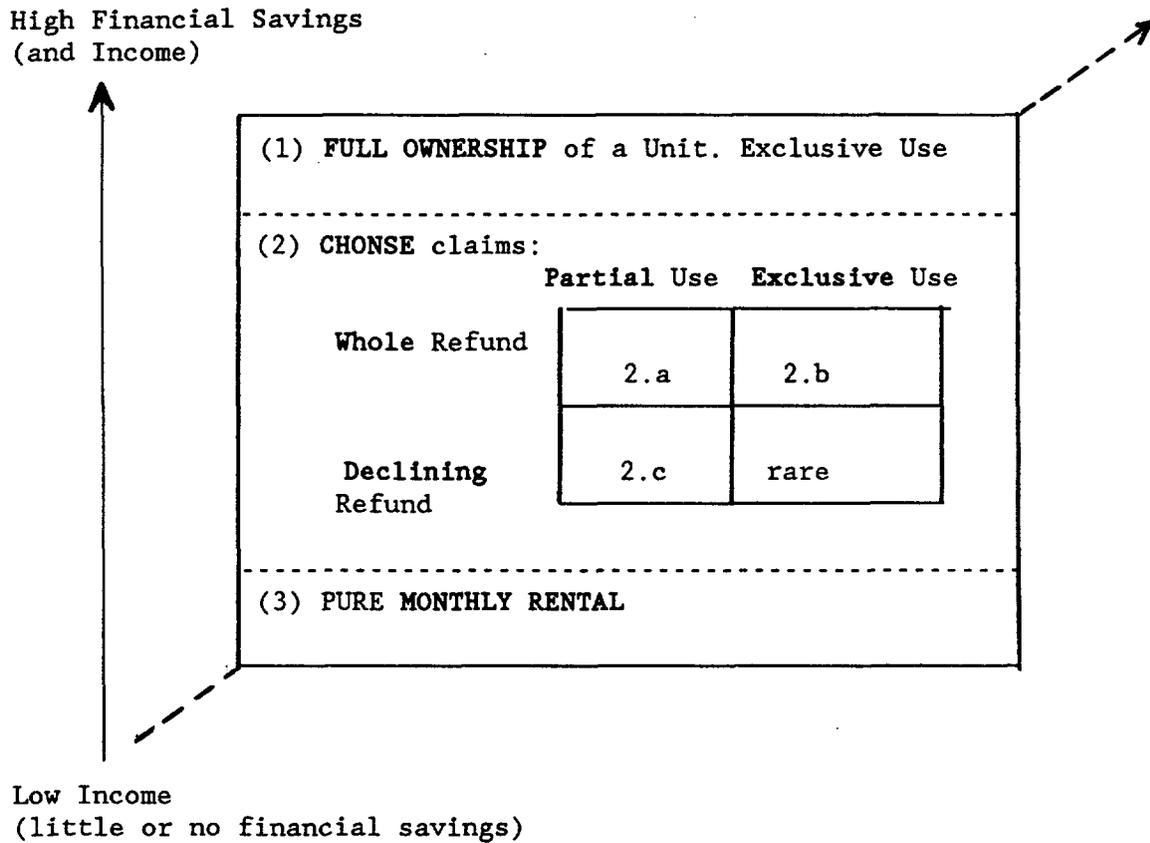 High Financial Savings
(and Income)
(1) FULL OWNERSHIP of a Unit. Exclusive Use
(2) CHONSE claims:
Partial Use Exclusive Use
Whole Refund
2.a 2.b
Declining 2.c rare
Refund
(3) PURE MONTHLY RENTAL
Low Income
(little or no financial savings)